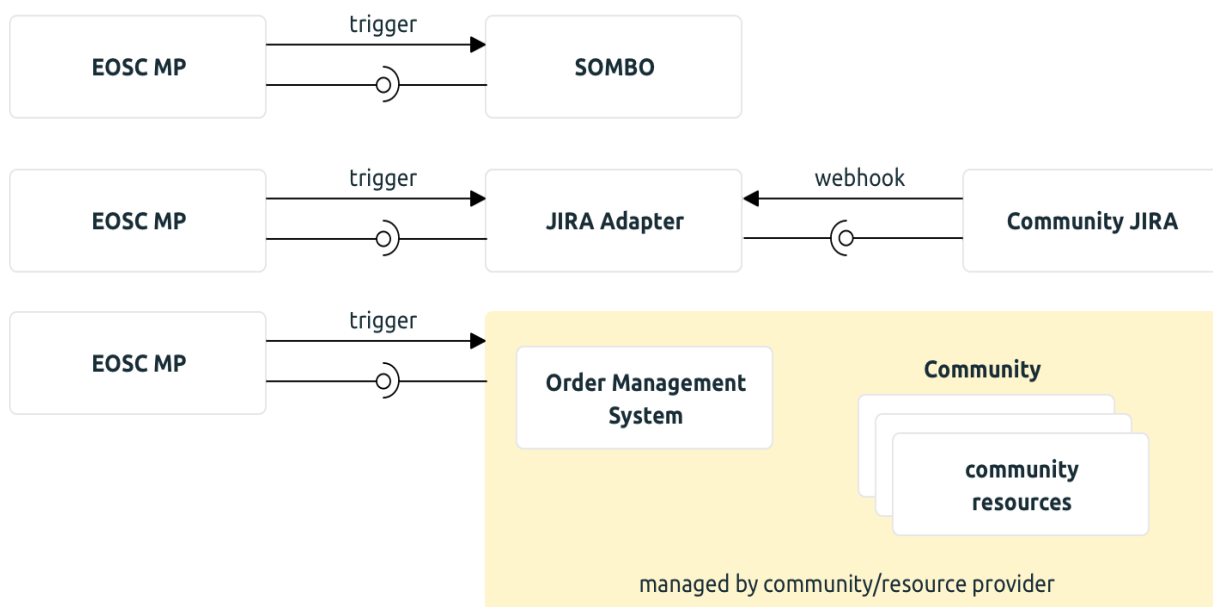 trigger
EOSC MP
SOMBO
trigger
webhook
EOSC MP
JIRA Adapter
Community JIRA
trigger
EOSC MP
Order Management
System
Community
community
resources
managed by community/resource provider